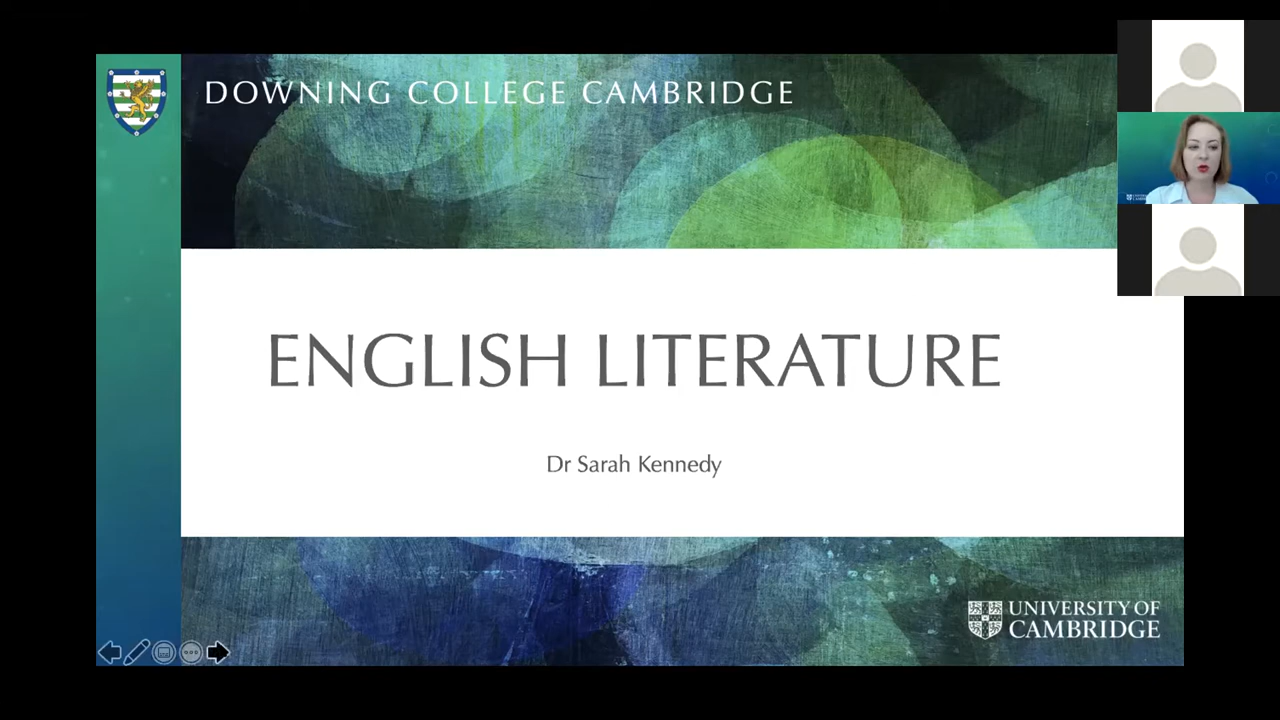 DOWNING COLLEGE CAMBRIDGE
ENGLISH LITERATURE
Dr Sarah Kennedy
UNIVERSITY OF
CAMBRIDGE